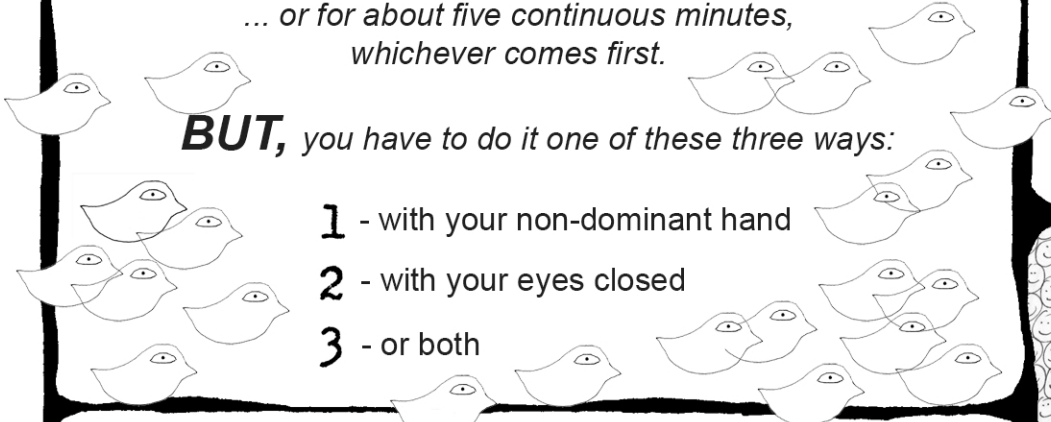 ... or for about five continuous minutes,
whichever comes first.
BUT, you have to do it one of these three ways:
1 - with your non-dominant hand
2 - with your eyes closed
3 - or both